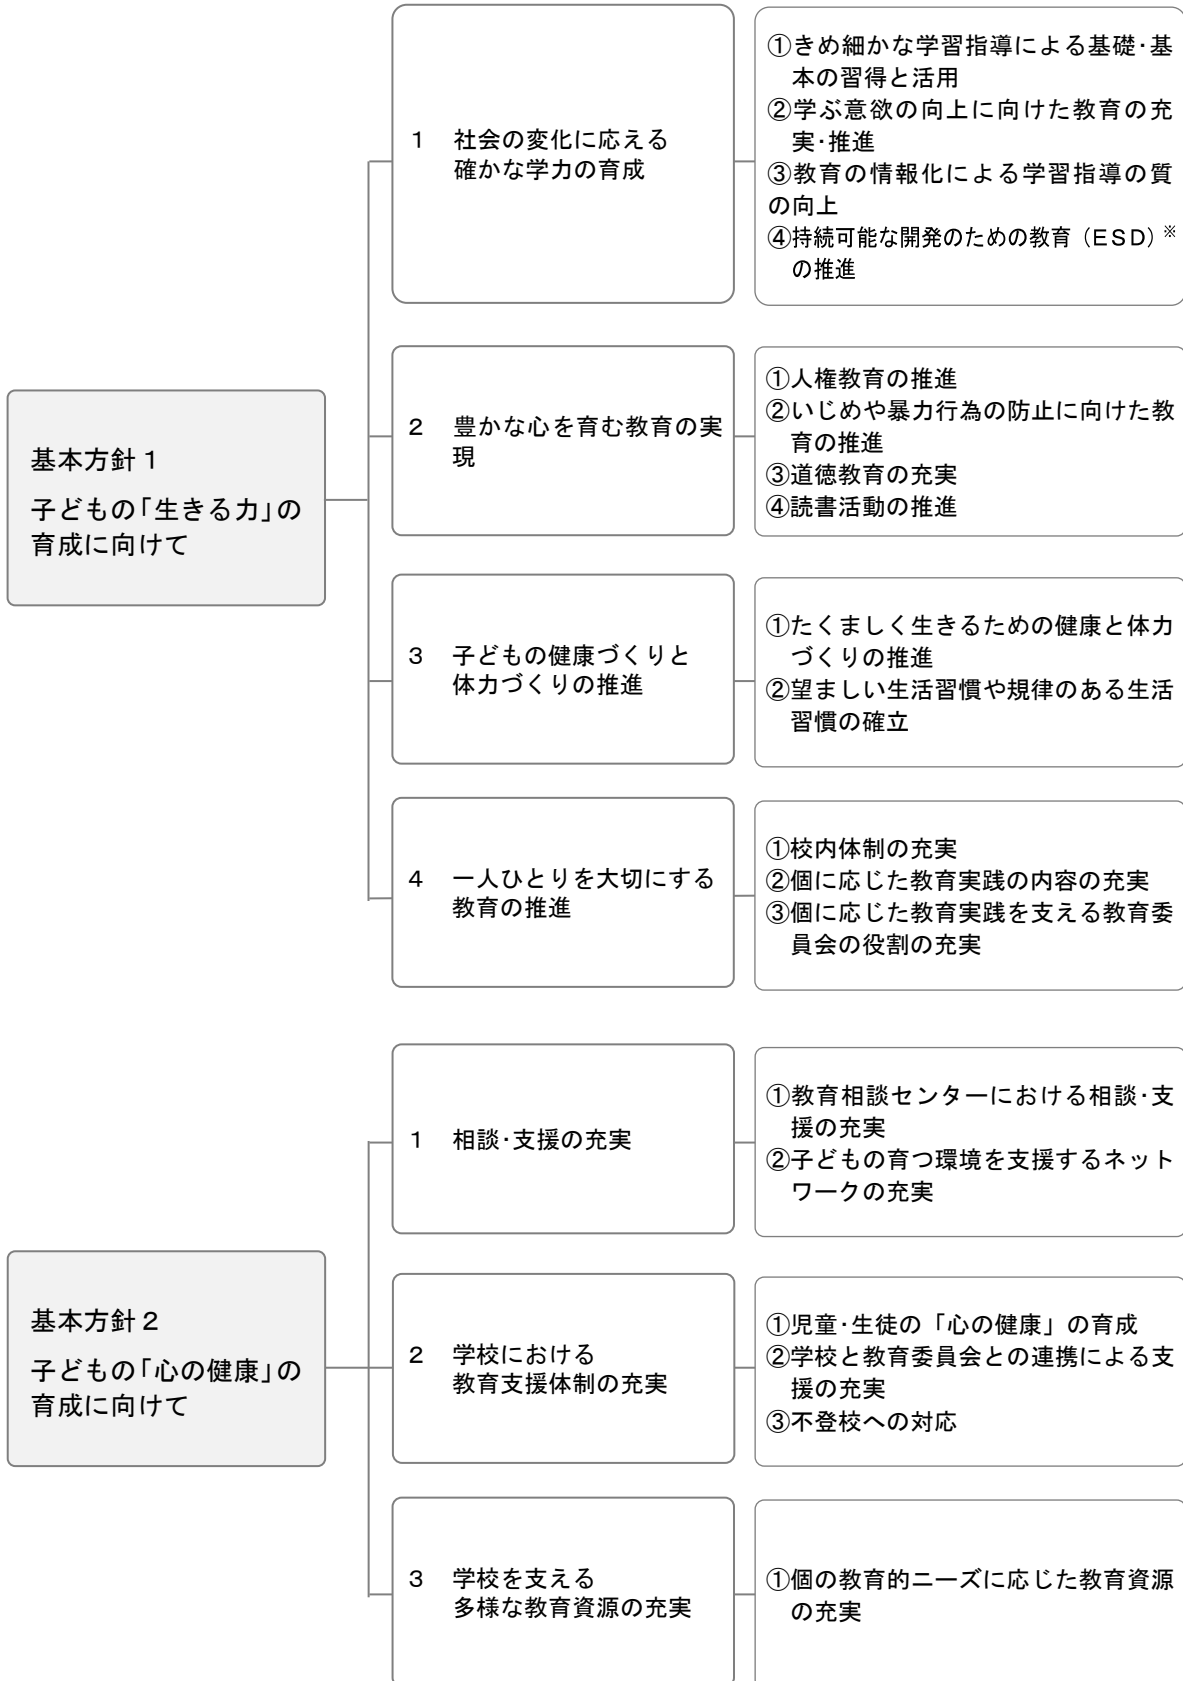 基本方針１
子どもの「生きる力」の
育成に向けて
１　社会の変化に応える
確かな学力の育成
①きめ細かな学習指導による基礎･基
本の習得と活用
②学ぶ意欲の向上に向けた教育の充
実･推進
③教育の情報化による学習指導の質
の向上
④持続可能な開発のための教育（ＥＳＤ）※
の推進
２　豊かな心を育む教育の実
現
①人権教育の推進
②いじめや暴力行為の防止に向けた教
育の推進
③道徳教育の充実
④読書活動の推進
３　子どもの健康づくりと
体力づくりの推進
①たくましく生きるための健康と体力
づくりの推進
②望ましい生活習慣や規律のある生活
習慣の確立
４　一人ひとりを大切にする
教育の推進
①校内体制の充実
②個に応じた教育実践の内容の充実
③個に応じた教育実践を支える教育委
員会の役割の充実
基本方針２
子どもの「心の健康」の
育成に向けて
１　相談･支援の充実
①教育相談センターにおける相談･支
援の充実
②子どもの育つ環境を支援するネット
ワークの充実
２　学校における
教育支援体制の充実
①児童･生徒の「心の健康」の育成
②学校と教育委員会との連携による支
援の充実
③不登校への対応
３　学校を支える
多様な教育資源の充実
①個の教育的ニーズに応じた教育資源
の充実